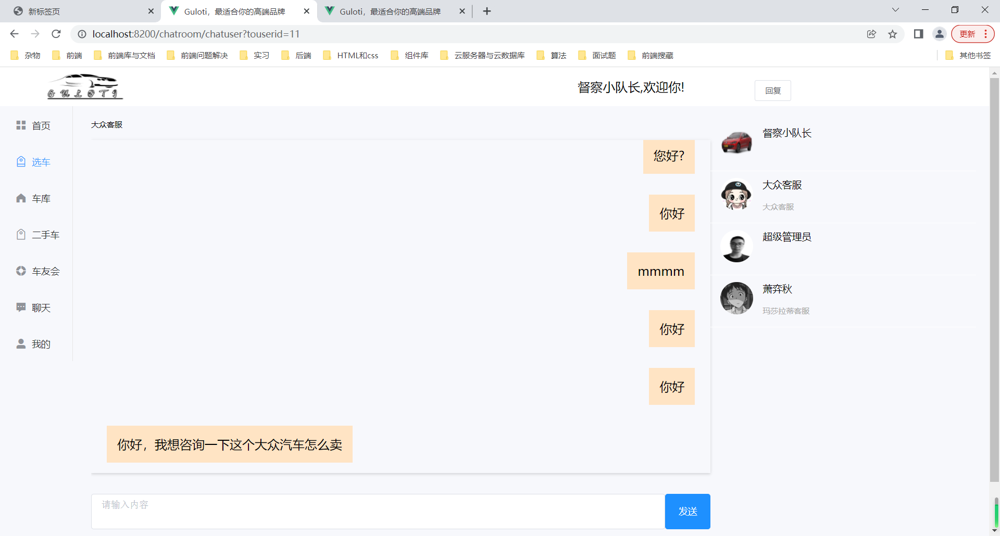 新标签页
Guloti，最适合你的高端品牌
Guloti，最适合你的高端品牌
localhost:8200/chatroom/chatuser?touserid=11
更新
杂物
前端
前端库与文档
前端问题解决
实习
后端
HTML和css
组件库
云服务器与云数据库
算法
面试题
前端搜藏
其他书签
GULOTI
督察小队长,欢迎你!
回复
首页
选车
车库
二手车
车友会
聊天
我的
大众客服
您好?
你好
mmmm
你好
你好
你好，我想咨询一下这个大众汽车怎么卖
请输入内容
发送
督察小队长
大众客服
大众客服
超级管理员
萧弈秋
玛莎拉蒂客服